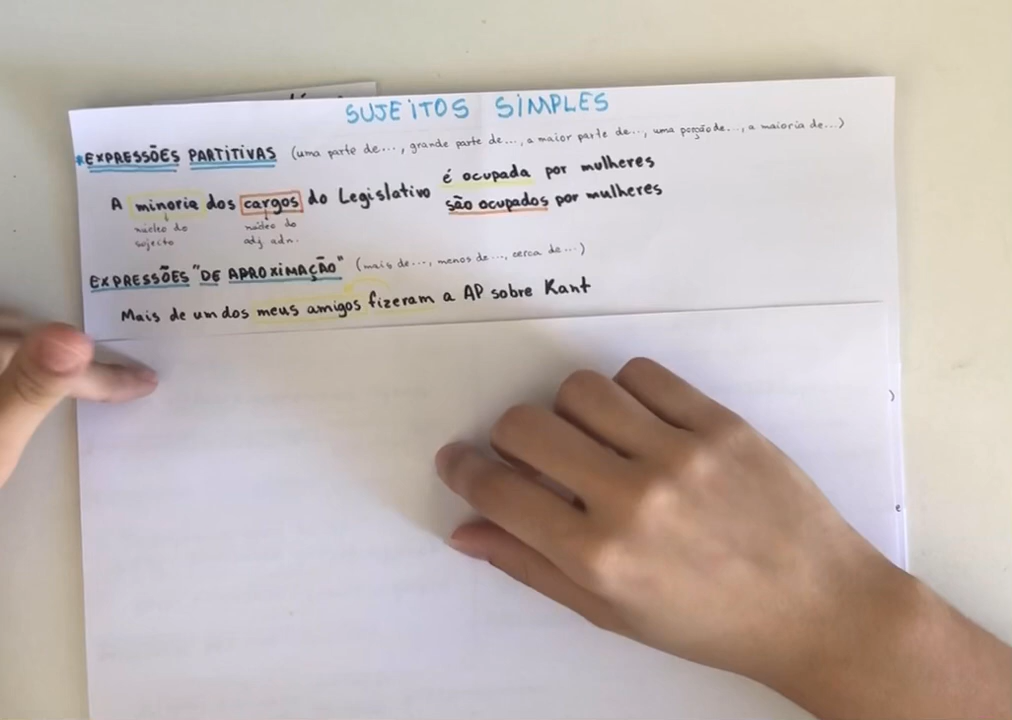 SUJEITOS SIMPLES
*EXPRESSÕES PARTITIVAS (uma parte de..., grande parte de..., a maior parte de..., uma porção de..., a maioria de...)
A minoria dos cargos do Legislativo é ocupada por mulheres
são ocupados por mulheres
núcleo do sujeito
núcleo do adj. adn.
EXPRESSÕES "DE APROXIMAÇÃO" (mais de..., menos de..., cerca de...)
Mais de um dos meus amigos fizeram a AP sobre Kant
)
e